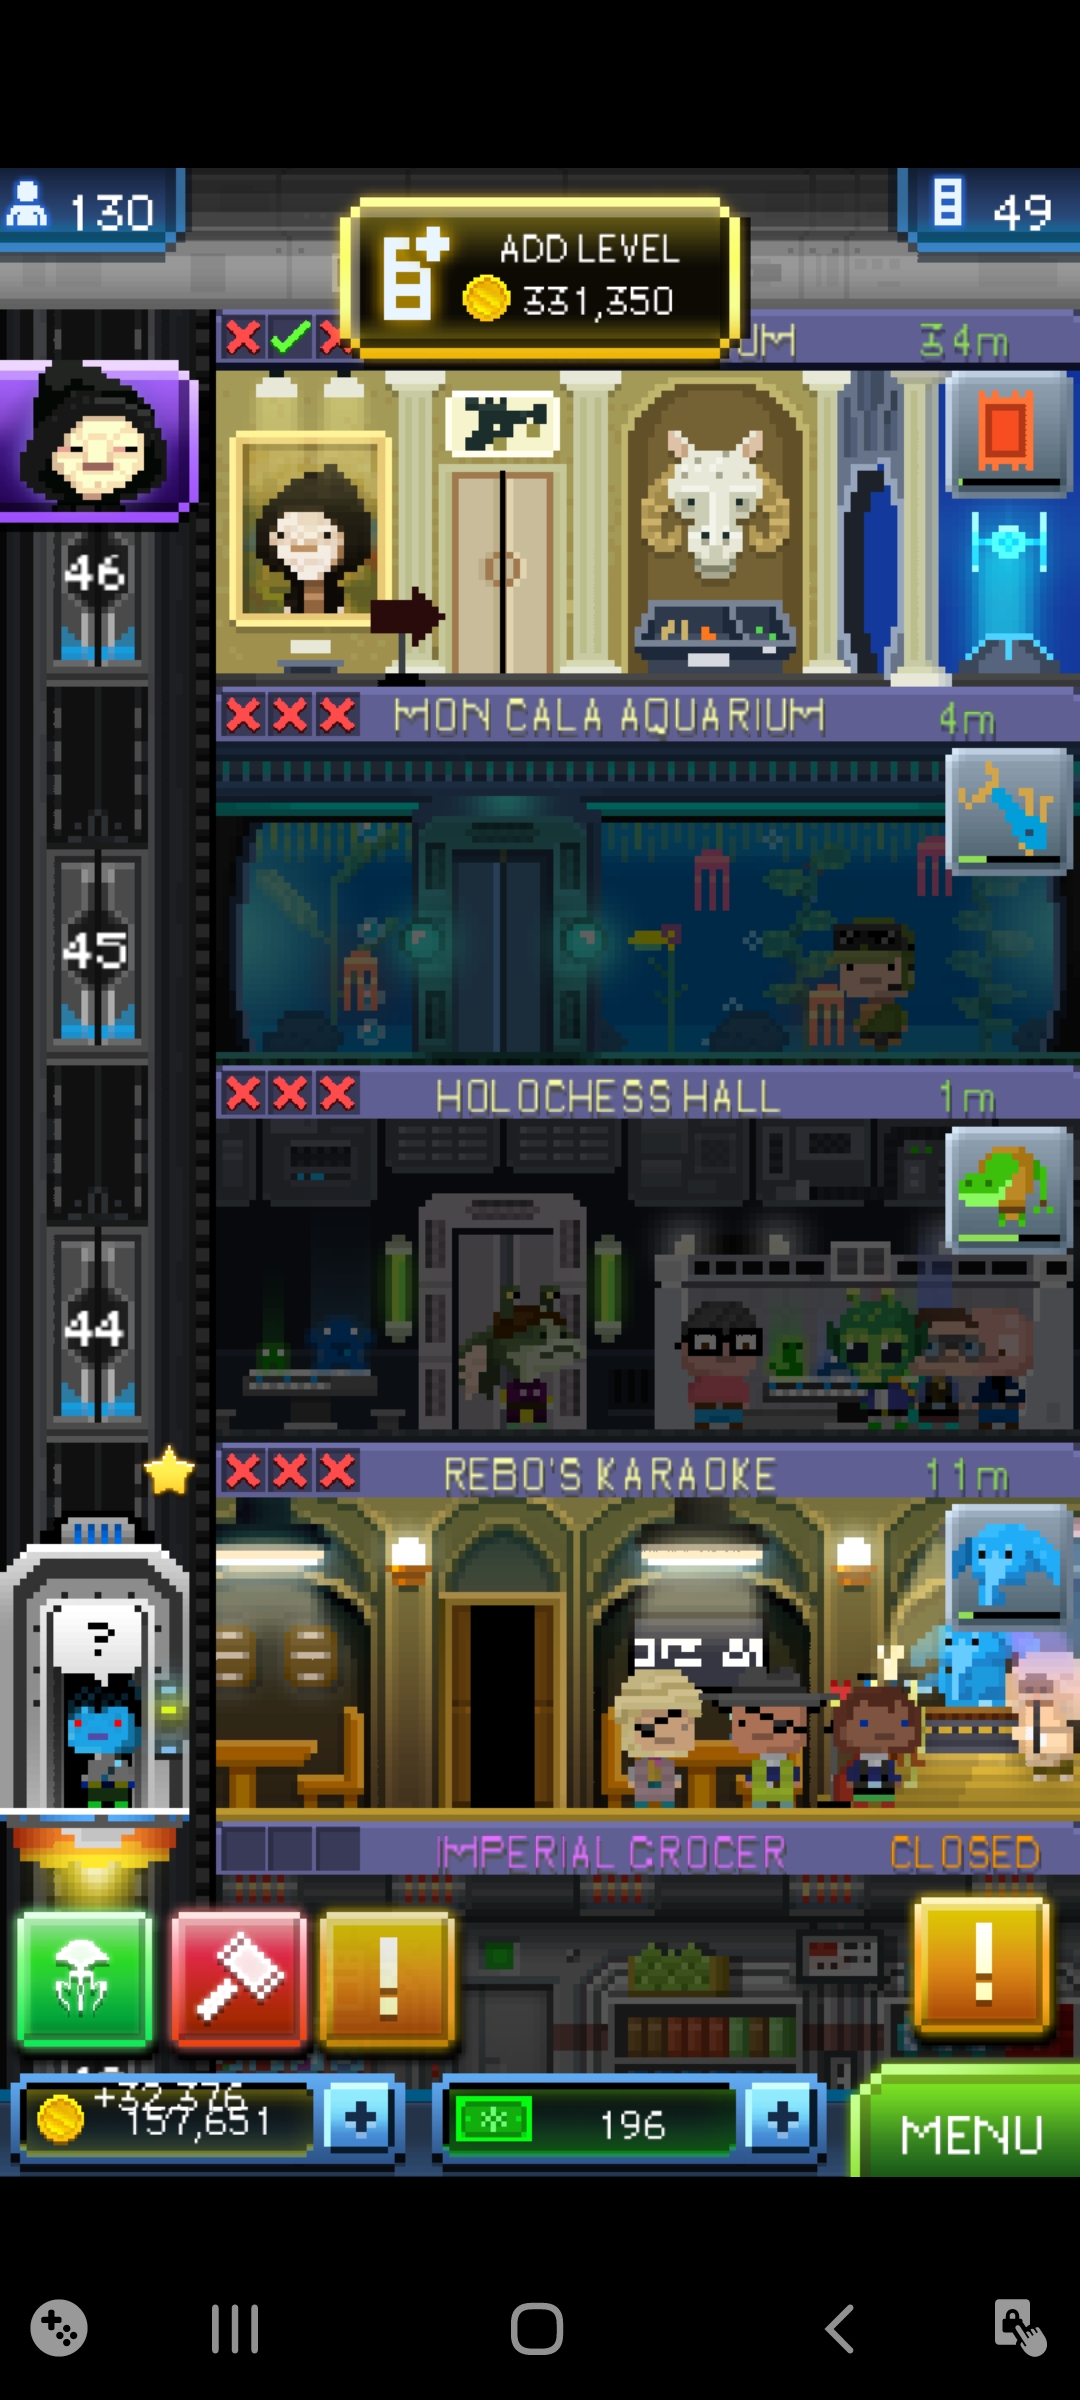 130
ADD LEVEL
331,350
49
UM 34m
46
MON CALA AQUARIUM 4m
45
HOLOCHESS HALL 1m
44
REBO'S KARAOKE 11m
?
IMPERIAL GROCER CLOSED
! !
+32,376
157,651
196
MENU